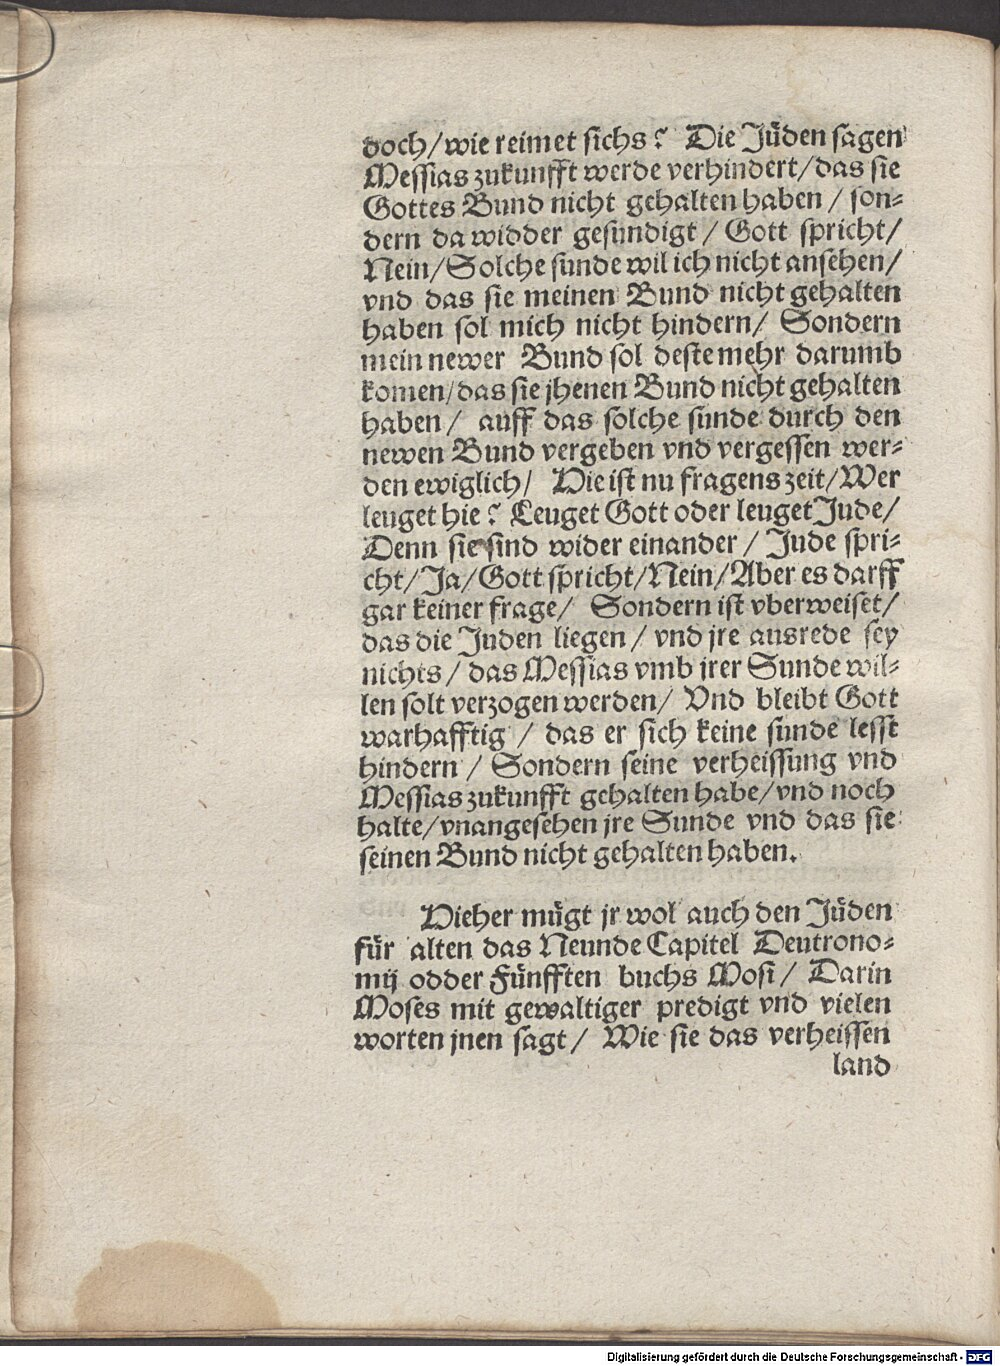 doch/wie reimet sichs? Die Jüden sagen
Messias zukunfft werde verhindert/das sie
Gottes Bund nicht gehalten haben / son⸗
dern da widder gesundigt / Gott spricht/
Nein/Solche sunde wil ich nicht ansehen/
vnd das sie meinen Bund nicht gehalten
haben sol mich nicht hindern/ Sondern
mein newer Bund sol deste mehr darumb
komen/das sie jhenen Bund nicht gehalten
haben / auff das solche sunde durch den
newen Bund vergeben vnd vergessen wer⸗
den ewiglich/ Hie ist nu fragens zeit/Wer
leuget hie? Leuget Gott oder leuget Jude/
Denn sie sind wider einander / Jude spri⸗
cht/Ja/Gott spricht/Nein/Aber es darff
gar keiner frage/ Sondern ist vberweiset/
das die Juden liegen / vnd jre ausrede sey
nichts / das Messias vmb jrer Sunde wil⸗
len solt verzogen werden/ Vnd bleibt Gott
warhafftig / das er sich keine sunde lesst
hindern / Sondern seine verheissung vnd
Messias zukunfft gehalten habe/vnd noch
halte/vnangesehen jre Sunde vnd das sie
seinen Bund nicht gehalten haben.
Hieher mügt jr wol auch den Jüden
für alten das Neunde Capitel Deutrono⸗
mij odder Fünfften buchs Mosi/ Darin
Moses mit gewaltiger predigt vnd vielen
worten jnen sagt/ Wie sie das verheissen
land
Digitalisierung gefördert durch die Deutsche Forschungsgemeinschaft - DFG